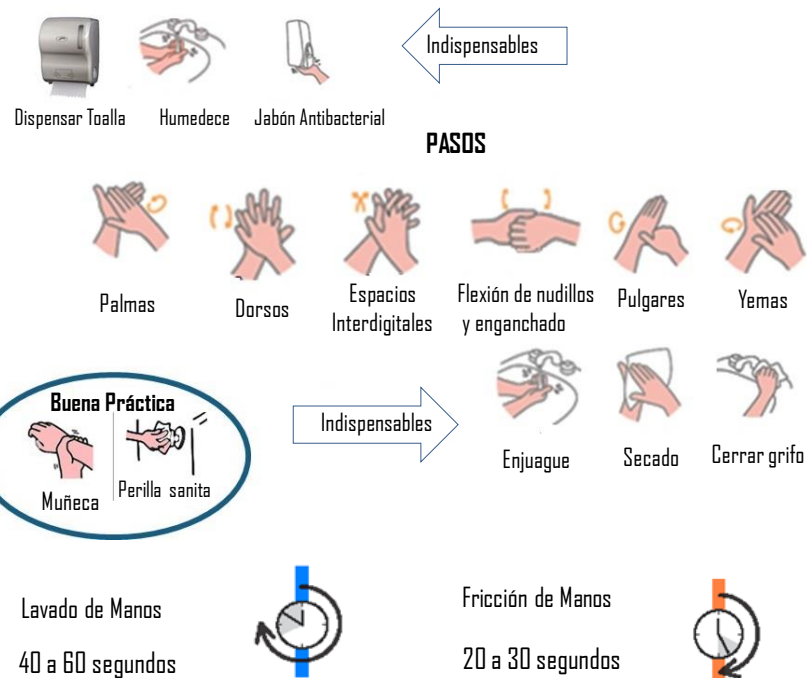 Indispensables
Dispensar Toalla
Humedece
Jabón Antibacterial
PASOS
Palmas
Dorsos
Espacios
Interdigitales
Flexión de nudillos
y enganchado
Pulgares
Yemas
Buena Práctica
Muñeca
Perilla sanita
Indispensables
Enjuague
Secado
Cerrar grifo
Lavado de Manos
40 a 60 segundos
Fricción de Manos
20 a 30 segundos